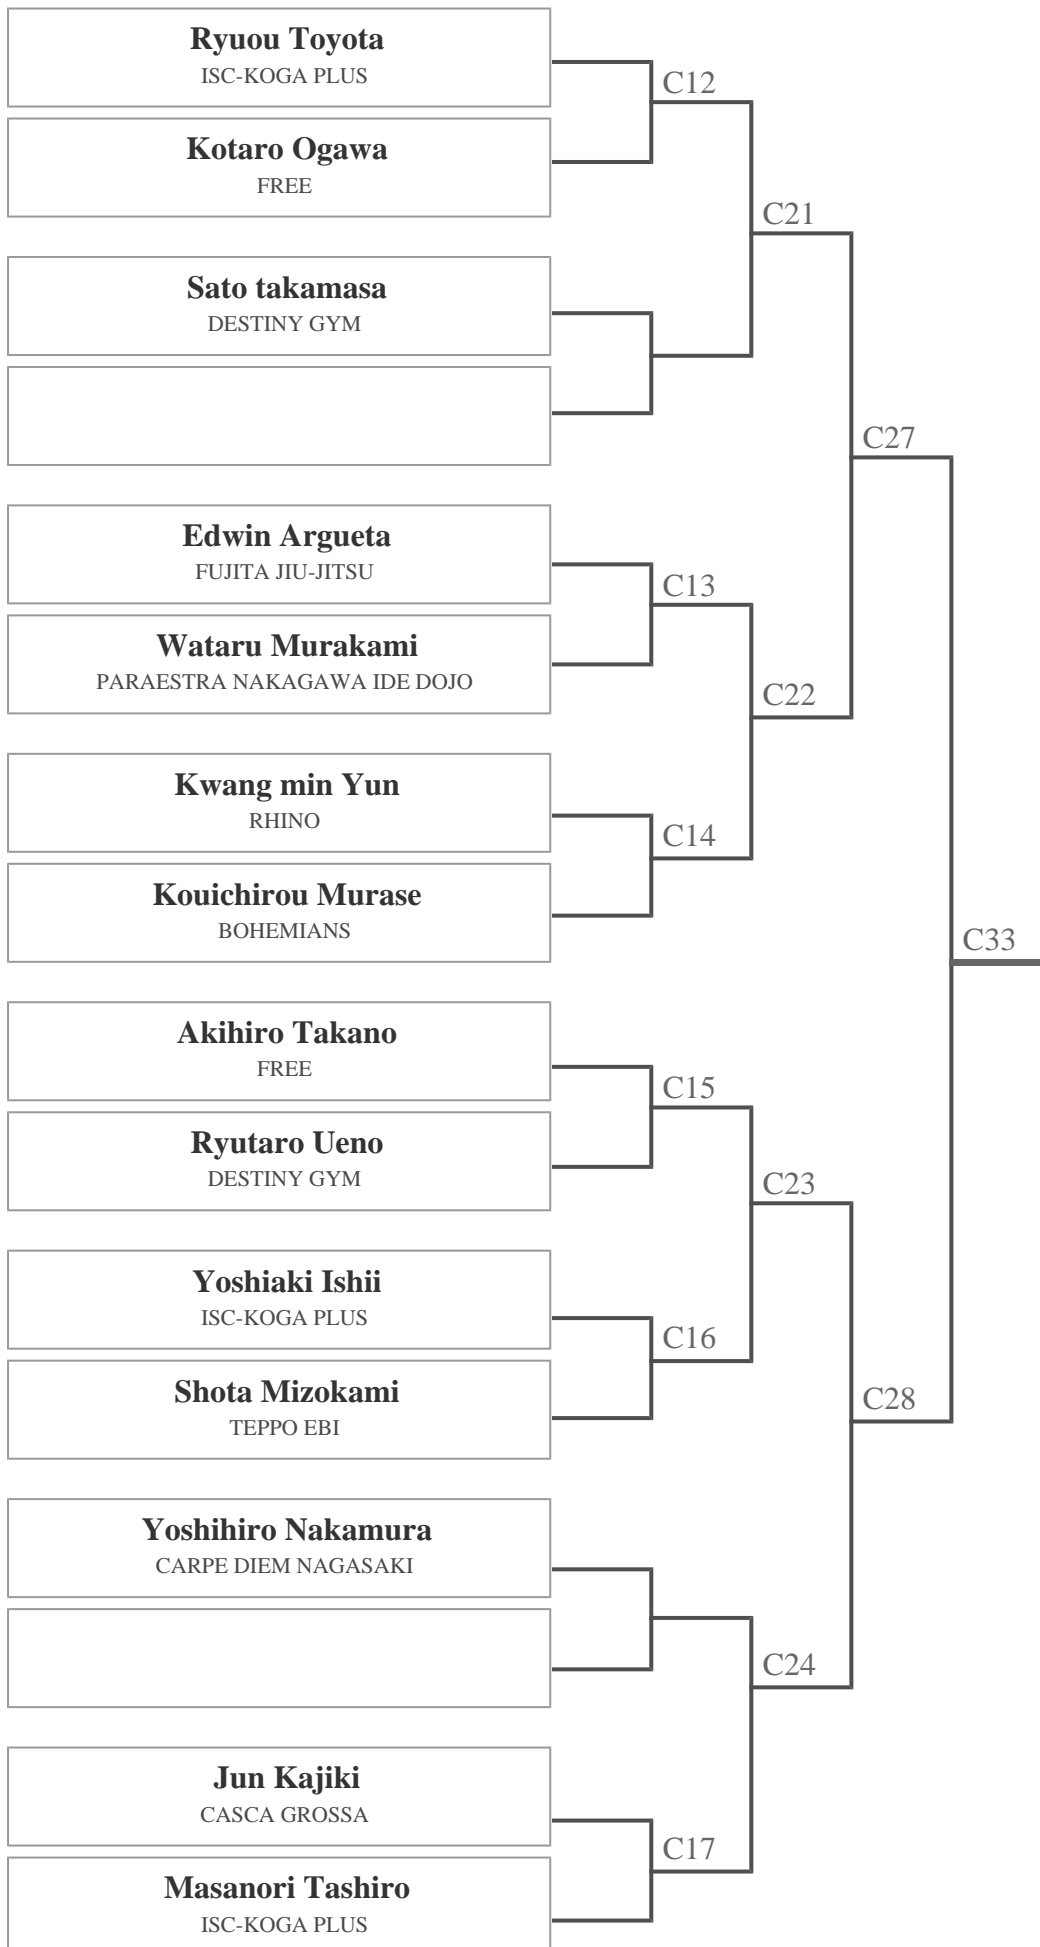 Ryuou Toyota
ISC-KOGA PLUS
C12
Kotaro Ogawa
FREE
C21
Sato takamasa
DESTINY GYM
C27
Edwin Argueta
FUJITA JIU-JITSU
C13
Wataru Murakami
PARAESTRA NAKAGAWA IDE DOJO
C22
Kwang min Yun
RHINO
C14
Kouichirou Murase
BOHEMIANS
C33
Akihiro Takano
FREE
C15
Ryutaro Ueno
DESTINY GYM
C23
Yoshiaki Ishii
ISC-KOGA PLUS
C16
Shota Mizokami
TEPPO EBI
C28
Yoshihiro Nakamura
CARPE DIEM NAGASAKI
C24
Jun Kajiki
CASCA GROSSA
C17
Masanori Tashiro
ISC-KOGA PLUS